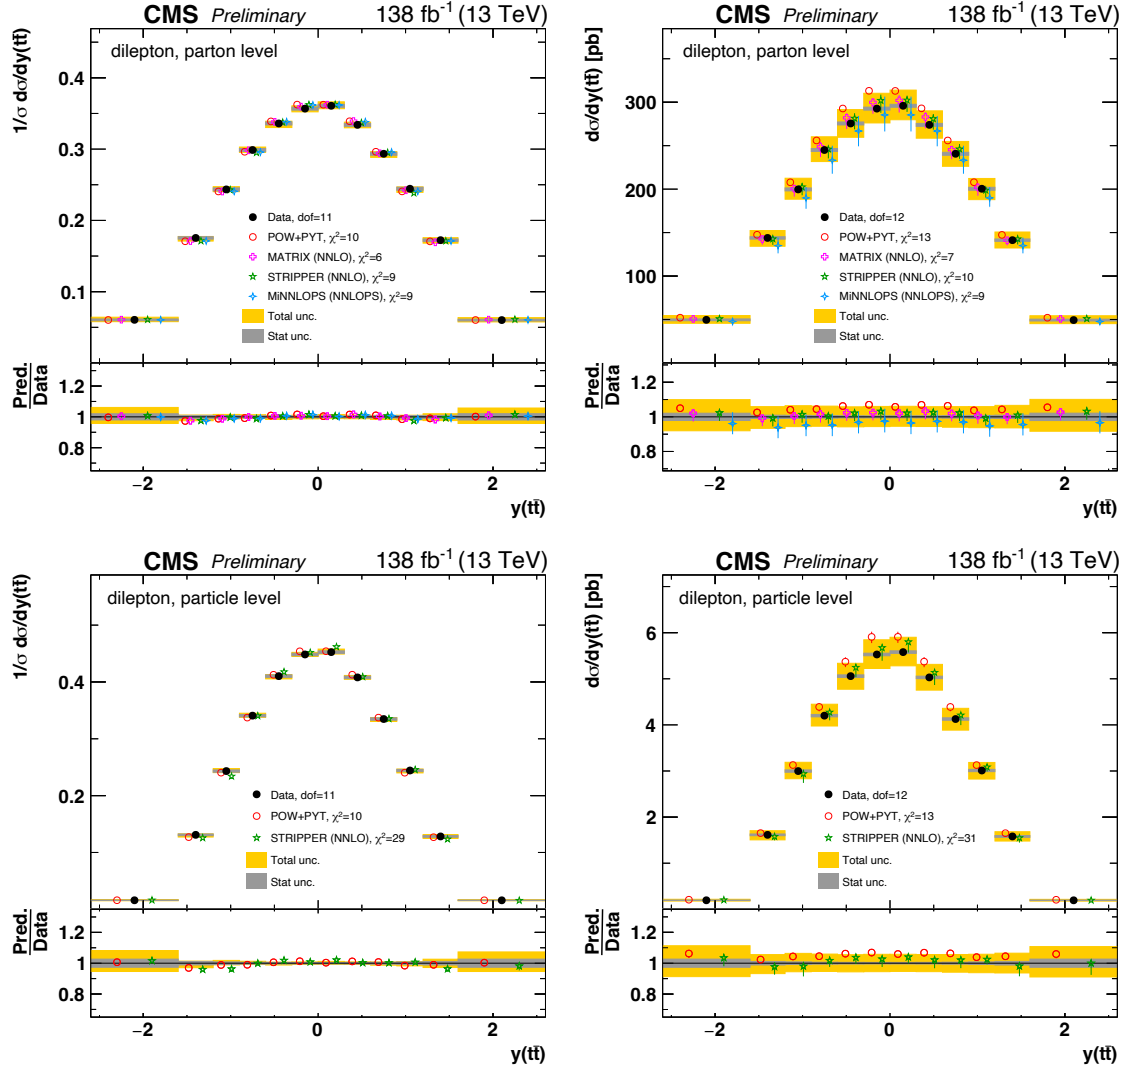 CMS Preliminary 138 fb⁻¹ (13 TeV)
1/σ dσ/dy(tt̄)
dilepton, parton level
0.4
0.3
0.2
0.1
Data, dof=11
POW+PYT, χ²=10
MATRIX (NNLO), χ²=6
STRIPPER (NNLO), χ²=9
MiNNLOPS (NNLOPS), χ²=9
Total unc.
Stat unc.
Pred.
Data
1.2
1
0.8
−2 0 2
y(tt̄)
CMS Preliminary 138 fb⁻¹ (13 TeV)
dσ/dy(tt̄) [pb]
dilepton, parton level
300
200
100
Data, dof=12
POW+PYT, χ²=13
MATRIX (NNLO), χ²=7
STRIPPER (NNLO), χ²=10
MiNNLOPS (NNLOPS), χ²=9
Total unc.
Stat unc.
Pred.
Data
1.2
1
0.8
−2 0 2
y(tt̄)
CMS Preliminary 138 fb⁻¹ (13 TeV)
1/σ dσ/dy(tt̄)
dilepton, particle level
0.4
0.2
Data, dof=11
POW+PYT, χ²=10
STRIPPER (NNLO), χ²=29
Total unc.
Stat unc.
Pred.
Data
1.2
1
0.8
−2 0 2
y(tt̄)
CMS Preliminary 138 fb⁻¹ (13 TeV)
dσ/dy(tt̄) [pb]
dilepton, particle level
6
4
2
Data, dof=12
POW+PYT, χ²=13
STRIPPER (NNLO), χ²=31
Total unc.
Stat unc.
Pred.
Data
1.2
1
0.8
−2 0 2
y(tt̄)